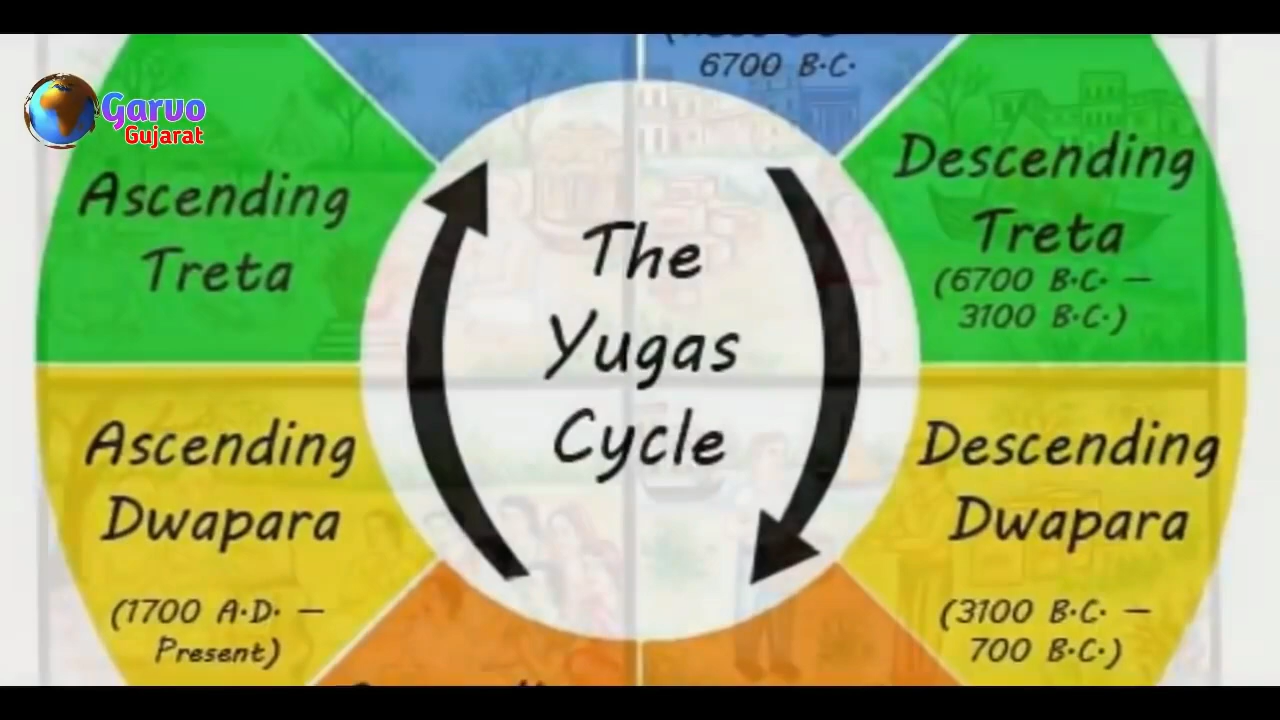 6700 B.C.
Garvo
Gujarat
Ascending
Treta
Descending
Treta
(6700 B.C. —
3100 B.C.)
The
Yugas
Cycle
Ascending
Dwapara
(1700 A.D. —
Present)
Descending
Dwapara
(3100 B.C. —
700 B.C.)